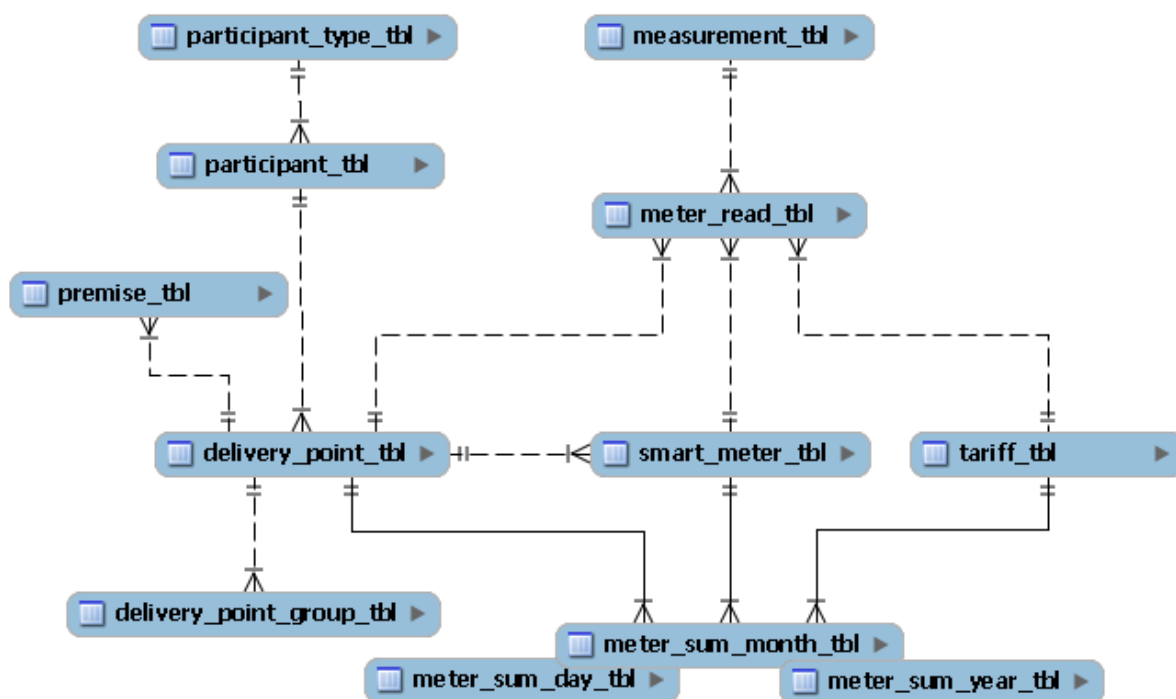 participant_type_tbl
measurement_tbl
participant_tbl
meter_read_tbl
premise_tbl
delivery_point_tbl
smart_meter_tbl
tariff_tbl
delivery_point_group_tbl
meter_sum_month_tbl
meter_sum_day_tbl
meter_sum_year_tbl